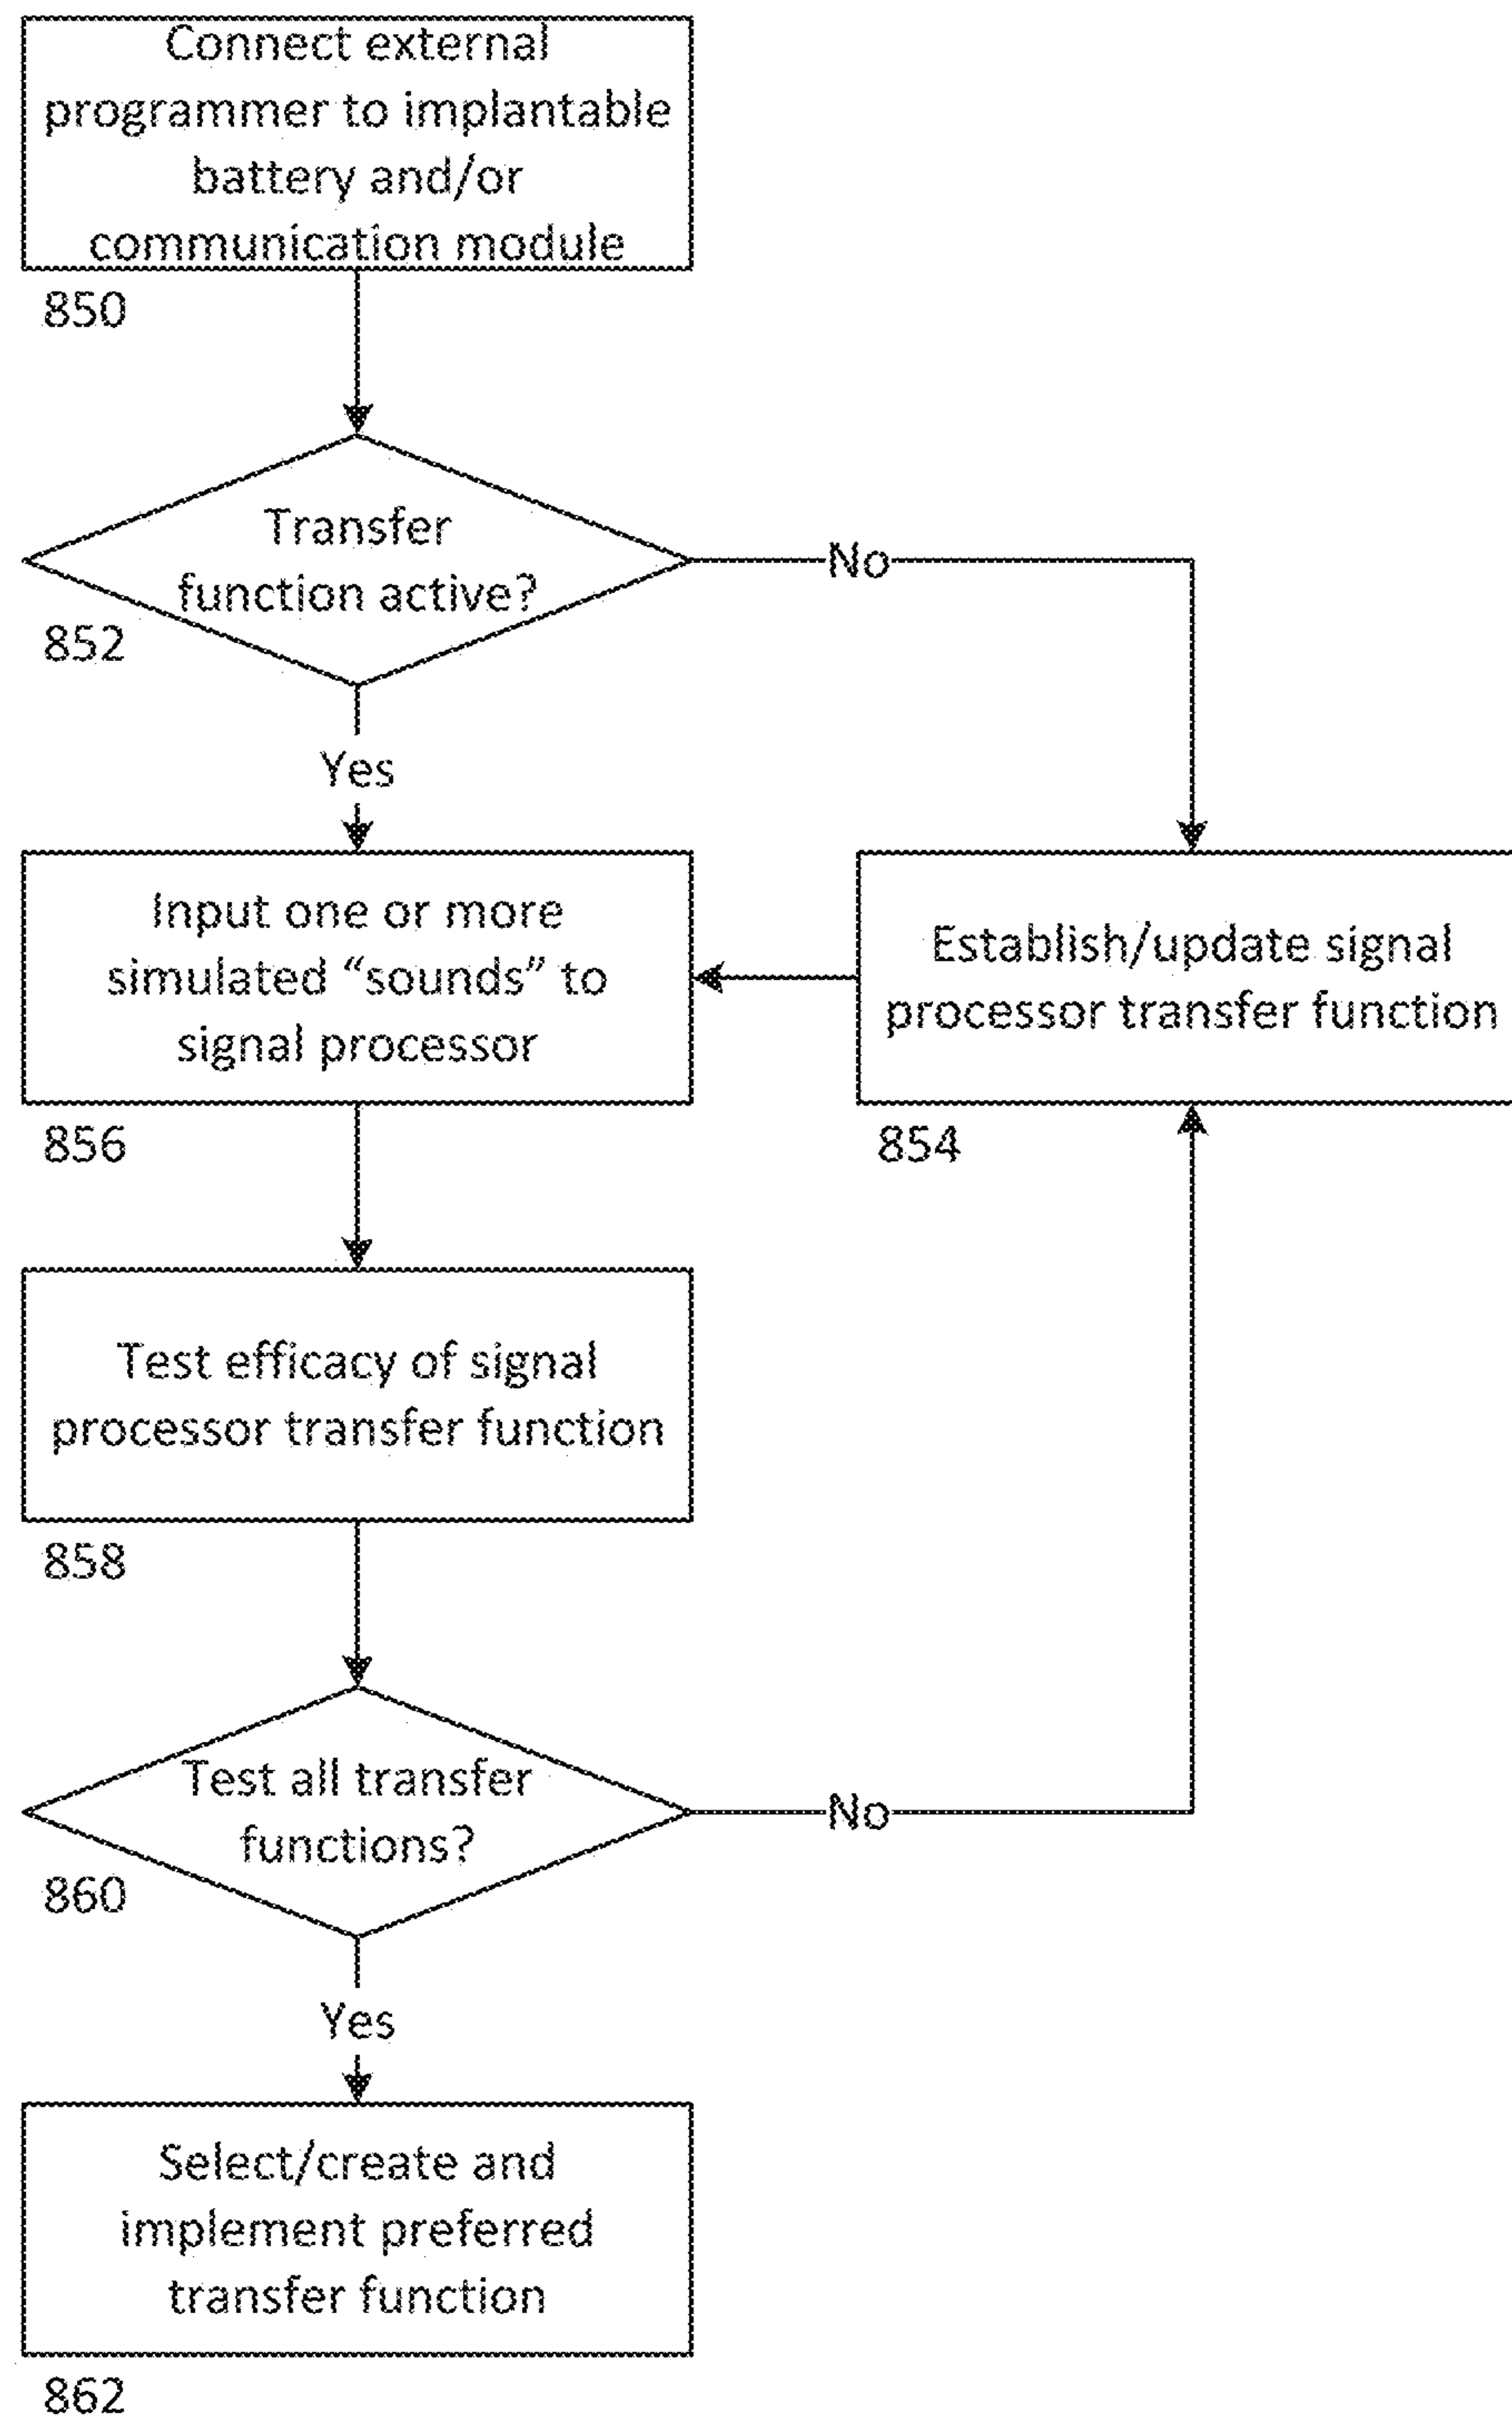 Connect external
programmer to implantable
battery and/or
communication module
850
Transfer
function active?
852
No
Yes
Input one or more
simulated “sounds” to
signal processor
856
Establish/update signal
processor transfer function
854
Test efficacy of signal
processor transfer function
858
Test all transfer
functions?
860
No
Yes
Select/create and
implement preferred
transfer function
862